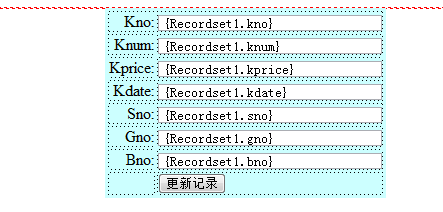 Kno: {Recordset1.kno}
Knum: {Recordset1.knum}
Kprice: {Recordset1.kprice}
Kdate: {Recordset1.kdate}
Sno: {Recordset1.sno}
Gno: {Recordset1.gno}
Bno: {Recordset1.bno}
更新记录